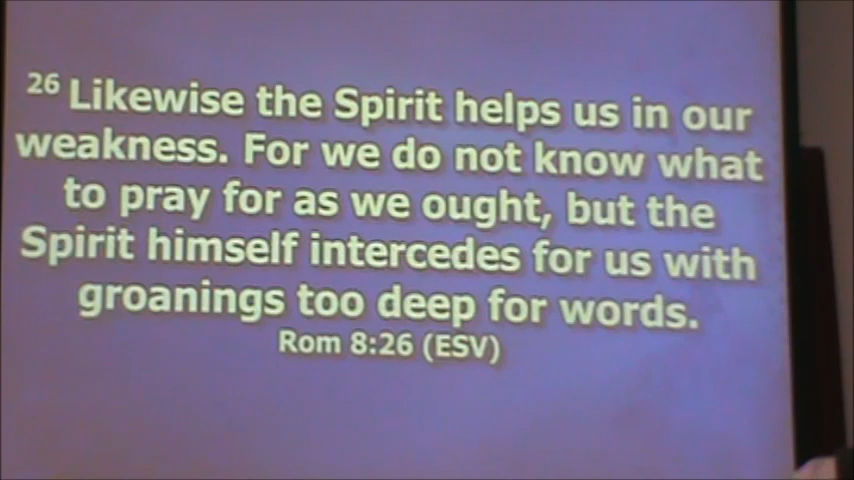 26 Likewise the Spirit helps us in our
weakness. For we do not know what
to pray for as we ought, but the
Spirit himself intercedes for us with
groanings too deep for words.
Rom 8:26 (ESV)